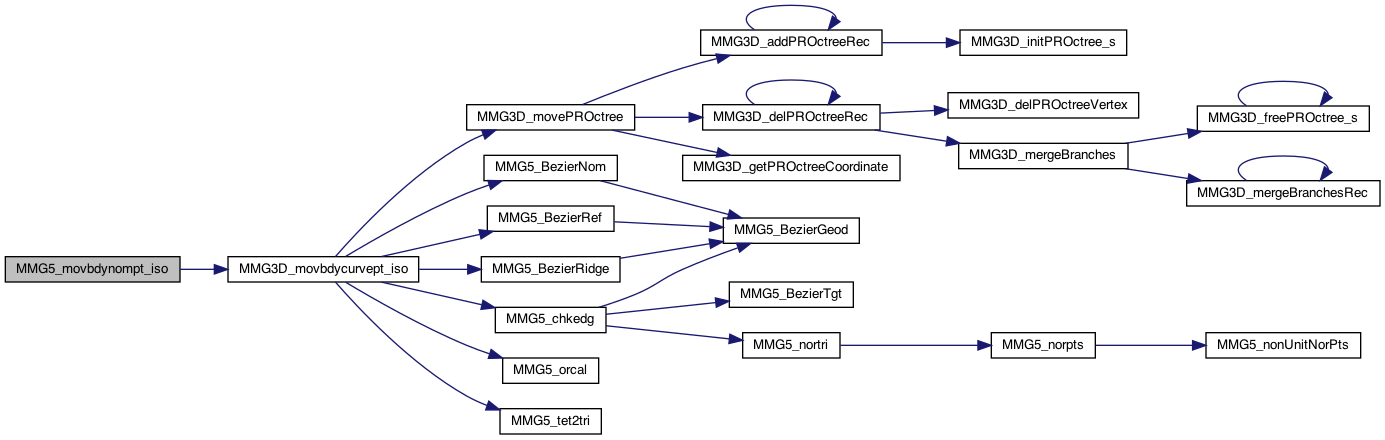 MMG5_movbdynompt_iso
MMG3D_movbdycurvept_iso
MMG3D_movePROctree
MMG3D_addPROctreeRec
MMG3D_initPROctree_s
MMG3D_delPROctreeRec
MMG3D_delPROctreeVertex
MMG3D_mergeBranches
MMG3D_freePROctree_s
MMG3D_mergeBranchesRec
MMG3D_getPROctreeCoordinate
MMG5_BezierNom
MMG5_BezierGeod
MMG5_BezierRef
MMG5_BezierRidge
MMG5_chkedg
MMG5_BezierTgt
MMG5_nortri
MMG5_norpts
MMG5_nonUnitNorPts
MMG5_orcal
MMG5_tet2tri